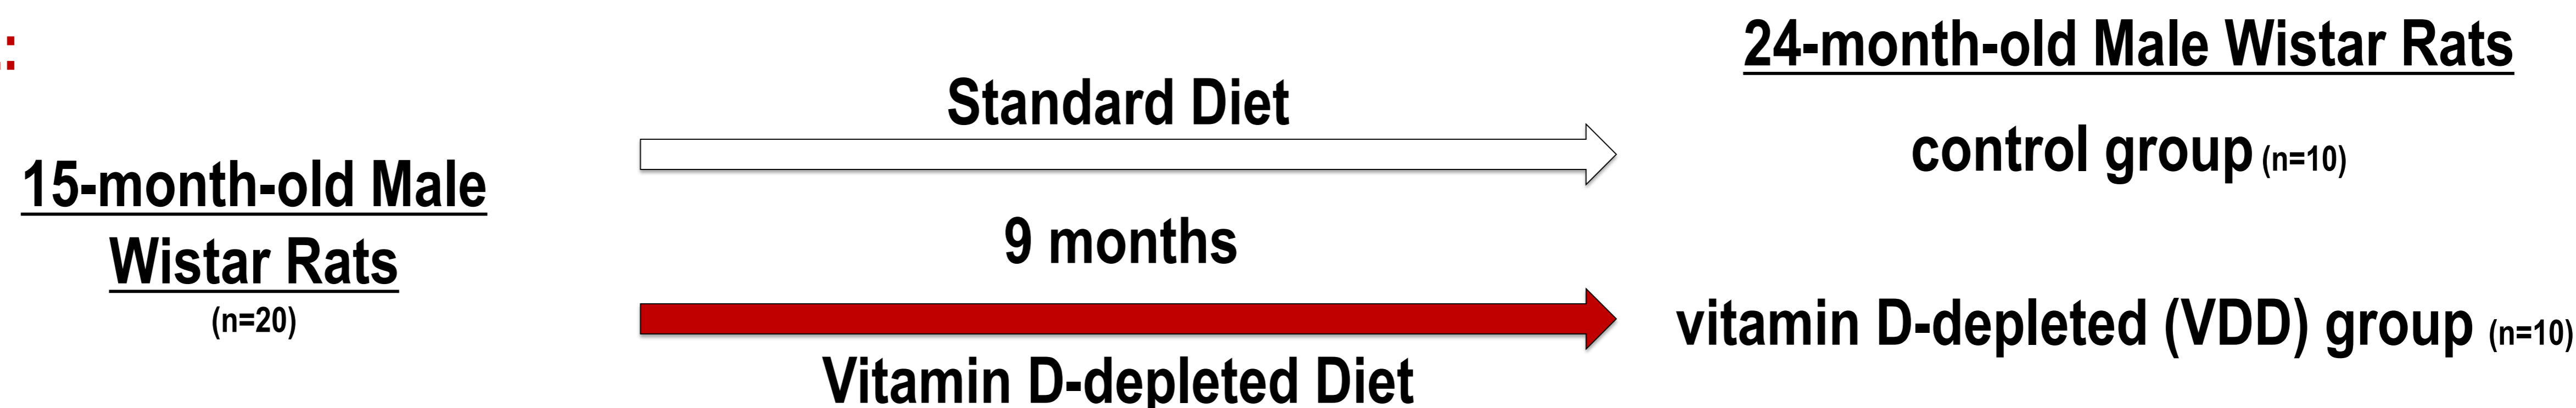 :
15-month-old Male
Wistar Rats
(n=20)
Standard Diet
9 months
Vitamin D-depleted Diet
24-month-old Male Wistar Rats
control group (n=10)
vitamin D-depleted (VDD) group (n=10)